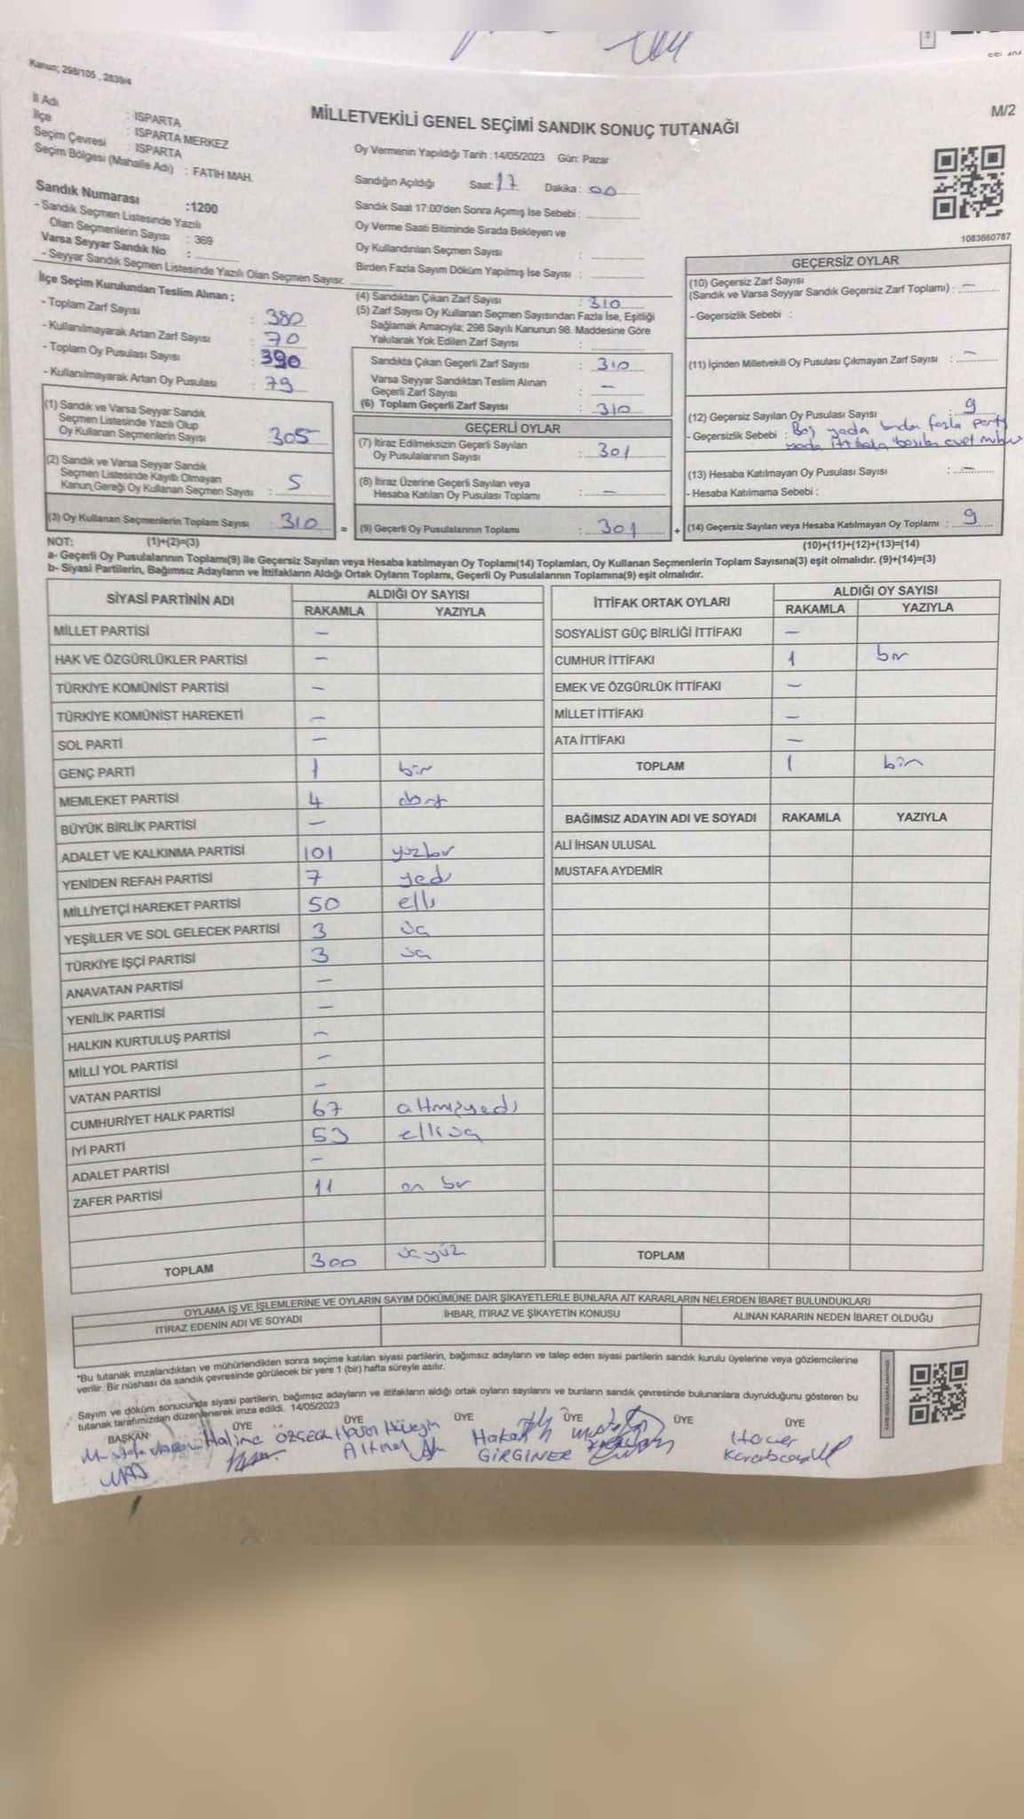 Kanun; 298/105 , 2839/4
M/2
MİLLETVEKİLİ GENEL SEÇİMİ SANDIK SONUÇ TUTANAĞI
İl Adı : ISPARTA
İlçe : ISPARTA MERKEZ
Seçim Çevresi : ISPARTA
Seçim Bölgesi (Mahalle Adı) : FATİH MAH.
Sandık Numarası :1200
- Sandık Seçmen Listesinde Yazılı
Olan Seçmenlerin Sayısı : 369
Varsa Seyyar Sandık No :
- Seyyar Sandık Seçmen Listesinde Yazılı Olan Seçmen Sayısı:
Oy Vermenin Yapıldığı Tarih :14/05/2023 Gün: Pazar
Sandığın Açıldığı Saat: 17 Dakika : 00
Sandık Saat 17:00'den Sonra Açımış İse Sebebi :
Oy Verme Saati Bitiminde Sırada Bekleyen ve
Oy Kullandırılan Seçmen Sayısı :
Birden Fazla Sayım Döküm Yapılmış İse Sayısı :
1083660787
İlçe Seçim Kurulundan Teslim Alınan ;
- Toplam Zarf Sayısı : 380
- Kullanılmayarak Artan Zarf Sayısı : 70
- Toplam Oy Pusulası Sayısı : 390
- Kullanılmayarak Artan Oy Pusulası : 79
(1) Sandık ve Varsa Seyyar Sandık
Seçmen Listesinde Yazılı Olup
Oy Kullanan Seçmenlerin Sayısı : 305
(2) Sandık ve Varsa Seyyar Sandık
Seçmen Listesinde Kayıtlı Olmayan
Kanun Gereği Oy Kullanan Seçmen Sayısı : 5
(3) Oy Kullanan Seçmenlerin Toplam Sayısı : 310
(4) Sandıktan Çıkan Zarf Sayısı : 310
(5) Zarf Sayısı Oy Kullanan Seçmen Sayısından Fazla İse, Eşitliği
Sağlamak Amacıyla; 298 Sayılı Kanunun 98. Maddesine Göre
Yakılarak Yok Edilen Zarf Sayısı :
Sandıkta Çıkan Geçerli Zarf Sayısı : 310
Varsa Seyyar Sandıktan Teslim Alınan
Geçerli Zarf Sayısı : —
(6) Toplam Geçerli Zarf Sayısı : 310
GEÇERLİ OYLAR
(7) İtiraz Edilmeksizin Geçerli Sayılan
Oy Pusulalarının Sayısı : 301
(8) İtiraz Üzerine Geçerli Sayılan veya
Hesaba Katılan Oy Pusulası Toplamı : —
= (9) Geçerli Oy Pusulalarının Toplamı : 301
GEÇERSİZ OYLAR
(10) Geçersiz Zarf Sayısı
(Sandık ve Varsa Seyyar Sandık Geçersiz Zarf Toplamı) : —
- Geçersizlik Sebebi :
(11) İçinden Milletvekili Oy Pusulası Çıkmayan Zarf Sayısı : —
(12) Geçersiz Sayılan Oy Pusulası Sayısı : 9
- Geçersizlik Sebebi : Boş yada birden fazla parti
yada ittifaka basılan evet
(13) Hesaba Katılmayan Oy Pusulası Sayısı : —
- Hesaba Katılmama Sebebi :
+ (14) Geçersiz Sayılan veya Hesaba Katılmayan Oy Toplamı : 9
NOT: (1)+(2)=(3)
(10)+(11)+(12)+(13)=(14)
a- Geçerli Oy Pusulalarının Toplamı(9) ile Geçersiz Sayılan veya Hesaba katılmayan Oy Toplamı(14) Toplamları, Oy Kullanan Seçmenlerin Toplam Sayısına(3) eşit olmalıdır. (9)+(14)=(3)
b- Siyasi Partilerin, Bağımsız Adayların ve İttifakların Aldığı Ortak Oyların Toplamı, Geçerli Oy Pusulalarının Toplamına(9) eşit olmalıdır.
SİYASİ PARTİNİN ADI ALDIĞI OY SAYISI
RAKAMLA YAZIYLA
MİLLET PARTİSİ —
HAK VE ÖZGÜRLÜKLER PARTİSİ —
TÜRKİYE KOMÜNİST PARTİSİ —
TÜRKİYE KOMÜNİST HAREKETİ —
SOL PARTİ —
GENÇ PARTİ 1 bir
MEMLEKET PARTİSİ 4 dört
BÜYÜK BİRLİK PARTİSİ —
ADALET VE KALKINMA PARTİSİ 101 yüzbir
YENİDEN REFAH PARTİSİ 7 yedi
MİLLİYETÇİ HAREKET PARTİSİ 50 elli
YEŞİLLER VE SOL GELECEK PARTİSİ 3 üç
TÜRKİYE İŞÇİ PARTİSİ 3 üç
ANAVATAN PARTİSİ —
YENİLİK PARTİSİ —
HALKIN KURTULUŞ PARTİSİ —
MİLLİ YOL PARTİSİ —
VATAN PARTİSİ —
CUMHURİYET HALK PARTİSİ 67 altmışyedi
İYİ PARTİ 53 elliüç
ADALET PARTİSİ —
ZAFER PARTİSİ 11 on bir
TOPLAM 300 üçyüz
İTTİFAK ORTAK OYLARI ALDIĞI OY SAYISI
RAKAMLA YAZIYLA
SOSYALİST GÜÇ BİRLİĞİ İTTİFAKI —
CUMHUR İTTİFAKI 1 bir
EMEK VE ÖZGÜRLÜK İTTİFAKI —
MİLLET İTTİFAKI —
ATA İTTİFAKI —
TOPLAM 1 bir
BAĞIMSIZ ADAYIN ADI VE SOYADI RAKAMLA YAZIYLA
ALİ İHSAN ULUSAL
MUSTAFA AYDEMİR
TOPLAM
OYLAMA İŞ VE İŞLEMLERİNE VE OYLARIN SAYIM DÖKÜMÜNE DAİR ŞİKAYETLERLE BUNLARA AİT KARARLARIN NELERDEN İBARET BULUNDUKLARI
İTİRAZ EDENİN ADI VE SOYADI İHBAR, İTİRAZ VE ŞİKAYETİN KONUSU ALINAN KARARIN NEDEN İBARET OLDUĞU
"Bu tutanak imzalandıktan ve mühürlendikten sonra seçime katılan siyasi partilerin, bağımsız adayların ve talep eden siyasi partilerin sandık kurulu üyelerine veya gözlemcilerine
verilir. Bir nüshası da sandık çevresinde görülecek bir yere 1 (bir) hafta süreyle asılır.
Sayım ve döküm sonucunda siyasi partilerin, bağımsız adayların ve ittifakların aldığı ortak oyların sayılarını ve bunların sandık çevresinde bulunanlara duyrulduğunu gösteren bu
tutanak tarafımızdan düzenlenerek imza edildi. 14/05/2023
BAŞKAN ÜYE ÜYE ÜYE ÜYE ÜYE ÜYE
Hakan
GİRGİNER
Hacer